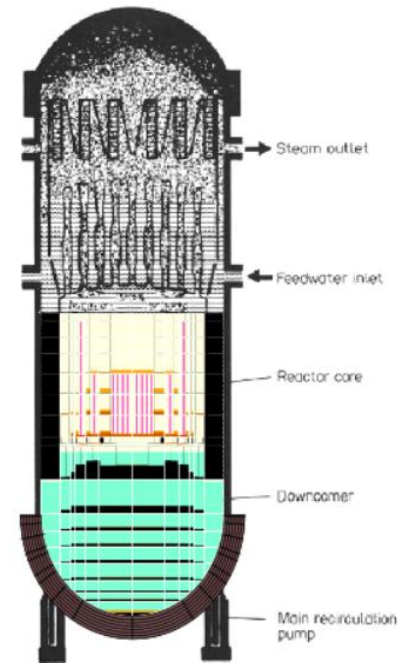 Steam outlet
Feedwater inlet
Reactor core
Downcomer
Main recirculation
pump